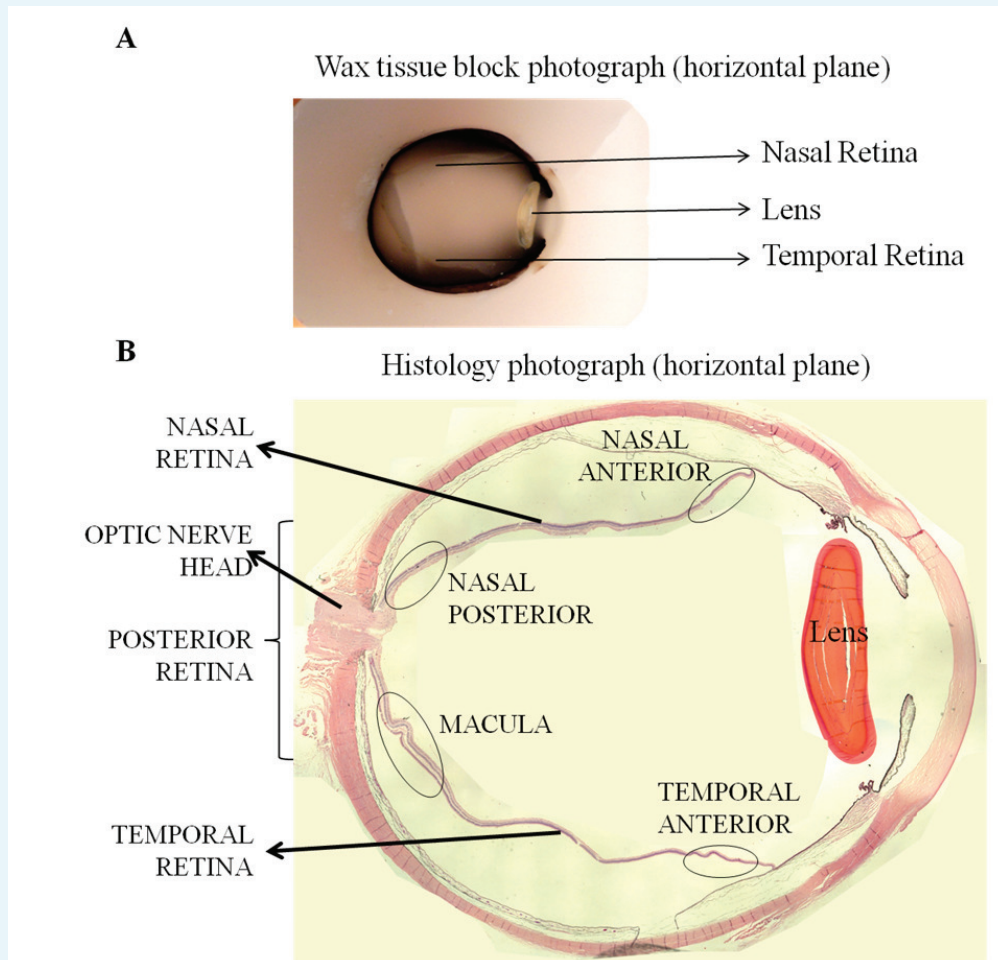 A
Wax tissue block photograph (horizontal plane)
Nasal Retina
Lens
Temporal Retina
B
Histology photograph (horizontal plane)
NASAL
RETINA
NASAL
ANTERIOR
OPTIC NERVE
HEAD
NASAL
POSTERIOR
POSTERIOR
RETINA
Lens
MACULA
TEMPORAL
ANTERIOR
TEMPORAL
RETINA